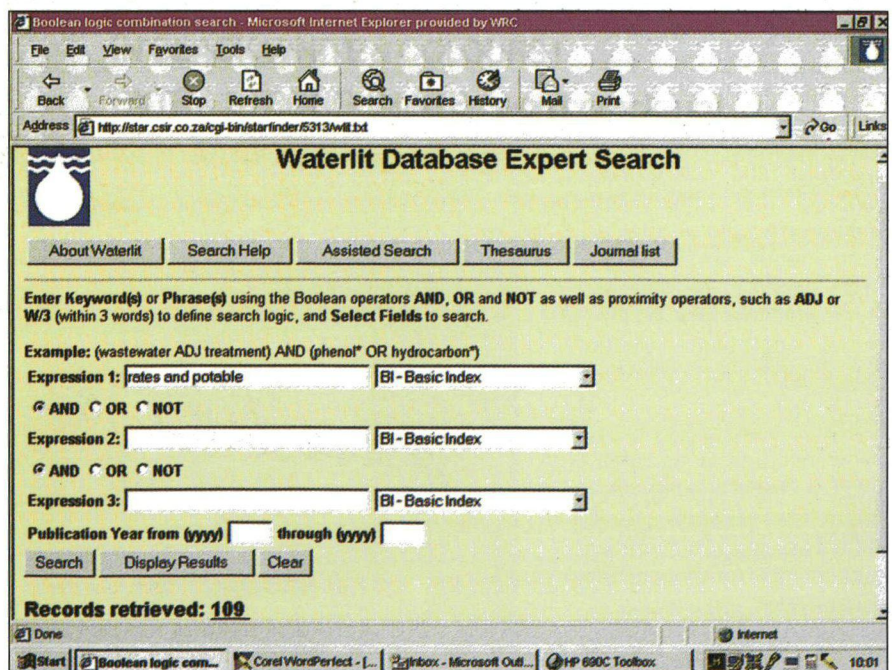 Boolean logic combination search - Microsoft Internet Explorer provided by WRC
File Edit View Favorites Tools Help
Back Forward Stop Refresh Home Search Favorites History Mail Print
Address http://star.csir.co.za/cgi-bin/starfinder/5313/wlit.txt Go Links
Waterlit Database Expert Search
About Waterlit Search Help Assisted Search Thesaurus Journal list
Enter Keyword(s) or Phrase(s) using the Boolean operators AND, OR and NOT as well as proximity operators, such as ADJ or
W/3 (within 3 words) to define search logic, and Select Fields to search.
Example: (wastewater ADJ treatment) AND (phenol* OR hydrocarbon*)
Expression 1: rates and potable BI - Basic Index
AND OR NOT
Expression 2: BI - Basic Index
AND OR NOT
Expression 3: BI - Basic Index
Publication Year from (yyyy) through (yyyy)
Search Display Results Clear
Records retrieved: 109
Done Internet
Start Boolean logic com... Corel WordPerfect - [... Inbox - Microsoft Outl... HP 690C Toolbox 10:01